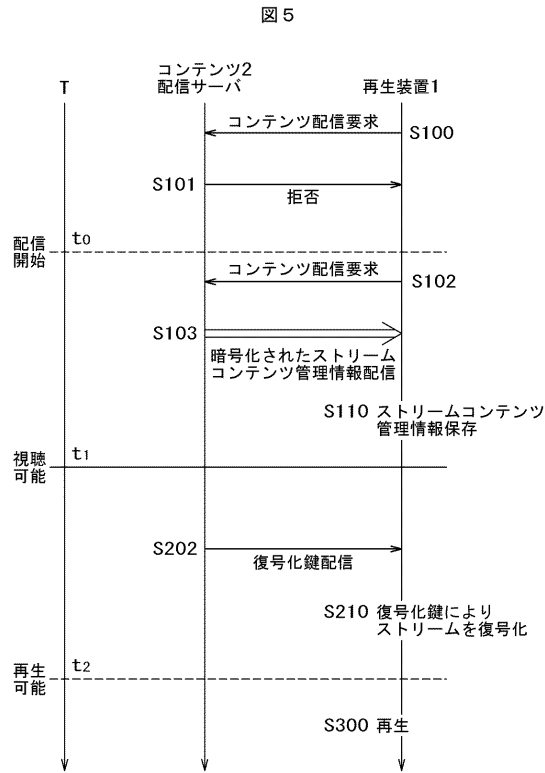 図5
T
コンテンツ2
配信サーバ
再生装置1
コンテンツ配信要求
S100
S101
拒否
配信
開始
t0
コンテンツ配信要求
S102
S103
暗号化されたストリーム
コンテンツ管理情報配信
S110 ストリームコンテンツ
管理情報保存
視聴
可能
t1
S202
復号化鍵配信
S210 復号化鍵により
ストリームを復号化
再生
可能
t2
S300 再生